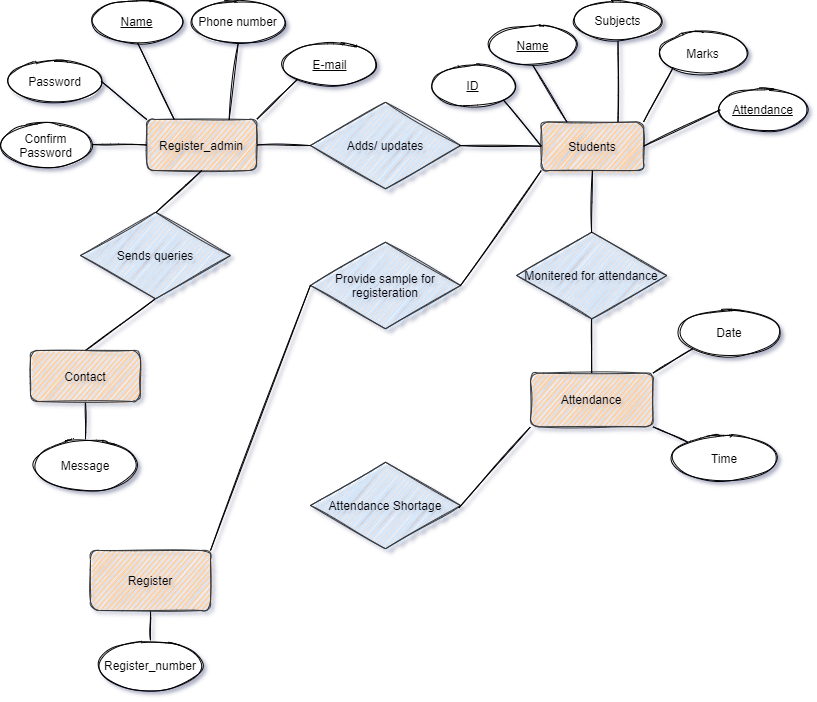 Name
Phone number
Subjects
Name
Marks
E-mail
Password
ID
Attendance
Confirm
Password
Register_admin
Adds/ updates
Students
Sends queries
Provide sample for
registeration
Monitered for attendance
Date
Contact
Attendance
Message
Time
Attendance Shortage
Register
Register_number